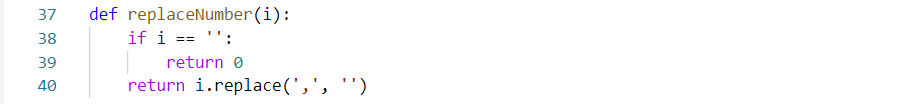 37 def replaceNumber(i):
38     if i == '':
39         return 0
40     return i.replace(',', '')